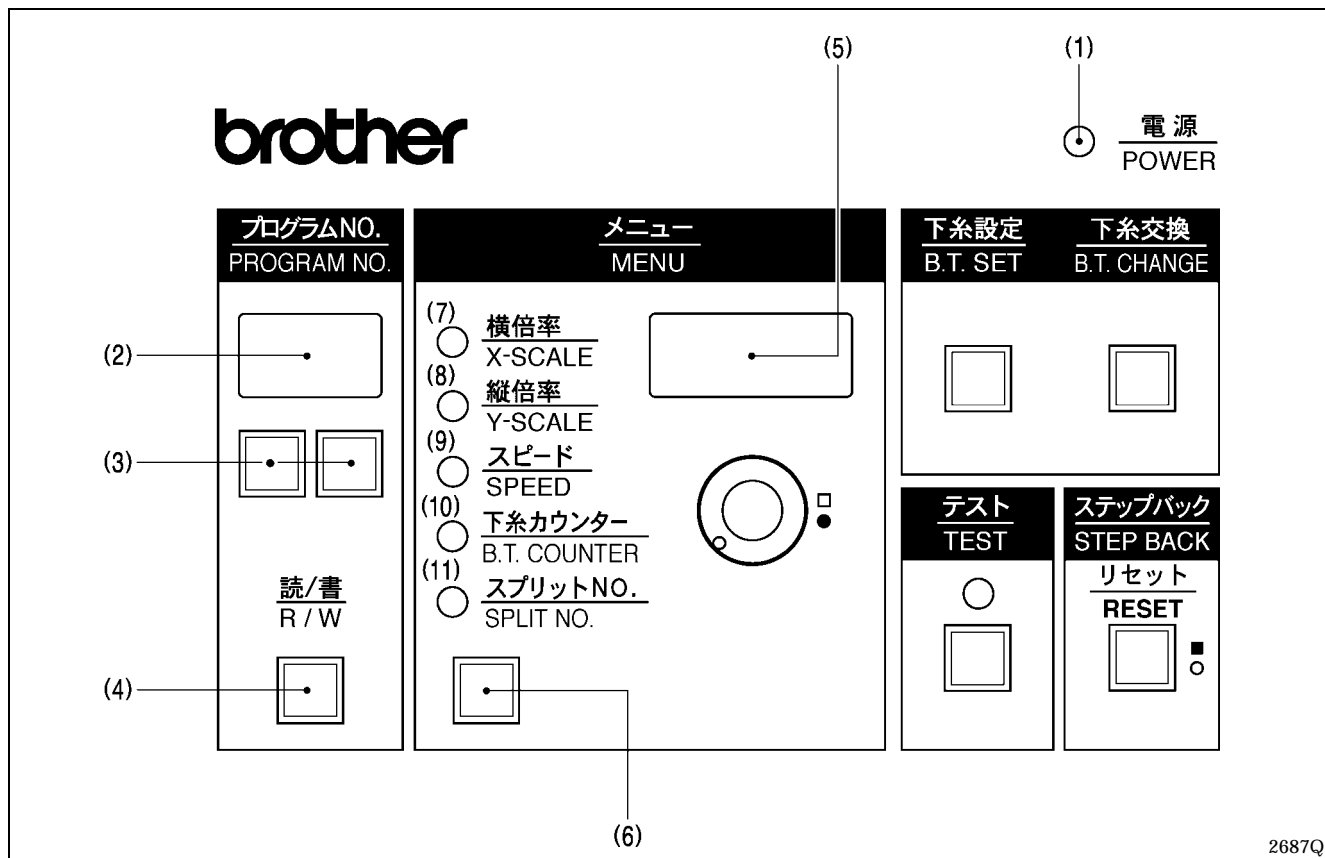 (5)
(1)
brother
電源
POWER
プログラムNO.
PROGRAM NO.
メニュー
MENU
下糸設定
B.T. SET
下糸交換
B.T. CHANGE
(2)
(3)
(7)
横倍率
X-SCALE
(8)
縦倍率
Y-SCALE
(9)
スピード
SPEED
(10)
下糸カウンター
B.T. COUNTER
(11)
スプリットNO.
SPLIT NO.
テスト
TEST
ステップバック
STEP BACK
リセット
RESET
読/書
R / W
(4)
(6)
2687Q